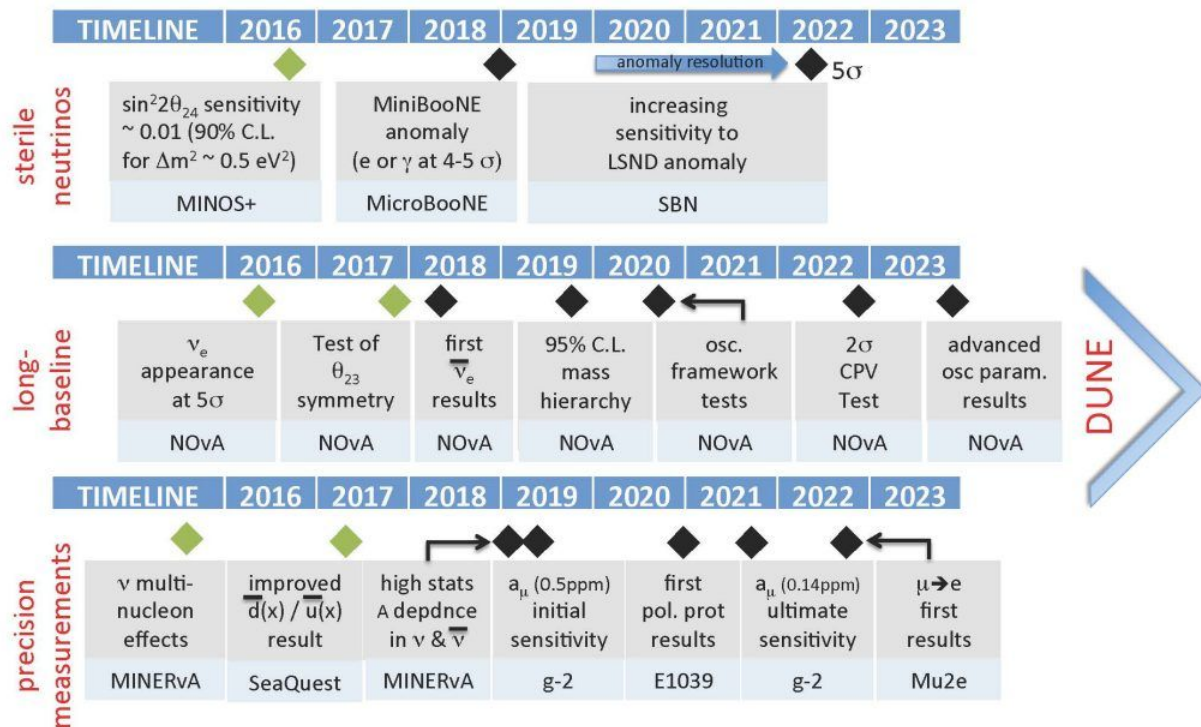 TIMELINE 2016 2017 2018 2019 2020 2021 2022 2023
anomaly resolution 5σ
sterile neutrinos
sin²2θ₂₄ sensitivity
~ 0.01 (90% C.L.
for Δm² ~ 0.5 eV²)
MINOS+
MiniBooNE
anomaly
(e or γ at 4-5 σ)
MicroBooNE
increasing
sensitivity to
LSND anomaly
SBN
TIMELINE 2016 2017 2018 2019 2020 2021 2022 2023
long-
baseline
νₑ
appearance
at 5σ
NOvA
Test of
θ₂₃
symmetry
NOvA
first
ν̅ₑ
results
NOvA
95% C.L.
mass
hierarchy
NOvA
osc.
framework
tests
NOvA
2σ
CPV
Test
NOvA
advanced
osc param.
results
NOvA
DUNE
TIMELINE 2016 2017 2018 2019 2020 2021 2022 2023
precision
measurements
ν multi-
nucleon
effects
MINERvA
improved
d̅(x) / u̅(x)
result
SeaQuest
high stats
A depdnce
in ν & ν̅
MINERvA
a_μ (0.5ppm)
initial
sensitivity
g-2
first
pol. prot
results
E1039
a_μ (0.14ppm)
ultimate
sensitivity
g-2
μ➔e
first
results
Mu2e